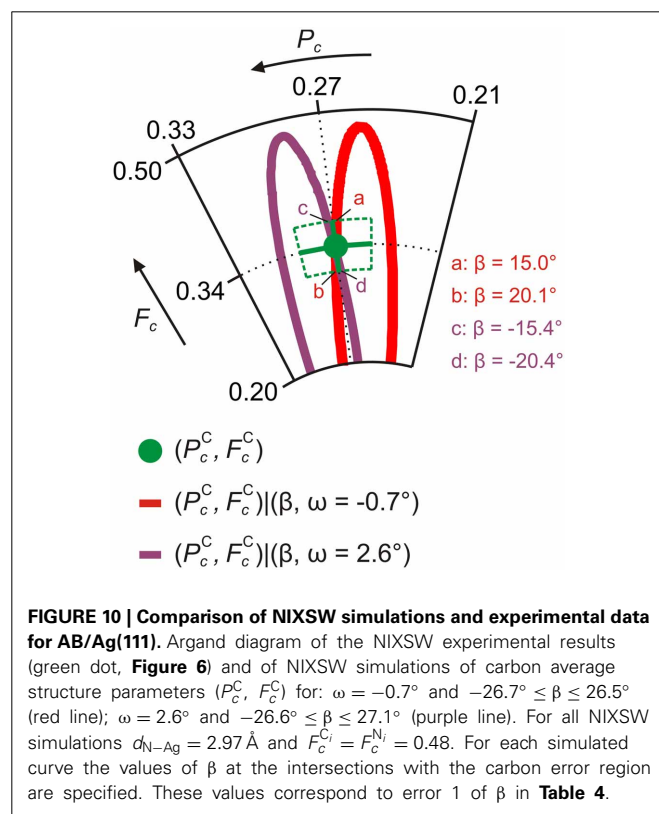 P_c
0.27
0.21
0.33
0.50
c
a
0.34
b
d
F_c
0.20
a: β = 15.0°
b: β = 20.1°
c: β = -15.4°
d: β = -20.4°
(P_c^C, F_c^C)
(P_c^C, F_c^C)|(β, ω = -0.7°)
(P_c^C, F_c^C)|(β, ω = 2.6°)
FIGURE 10 | Comparison of NIXSW simulations and experimental data
for AB/Ag(111). Argand diagram of the NIXSW experimental results
(green dot, Figure 6) and of NIXSW simulations of carbon average
structure parameters (P_c^C, F_c^C) for: ω = −0.7° and −26.7° ≤ β ≤ 26.5°
(red line); ω = 2.6° and −26.6° ≤ β ≤ 27.1° (purple line). For all NIXSW
simulations d_N–Ag = 2.97 Å and F_c^C_i = F_c^N_i = 0.48. For each simulated
curve the values of β at the intersections with the carbon error region
are specified. These values correspond to error 1 of β in Table 4.